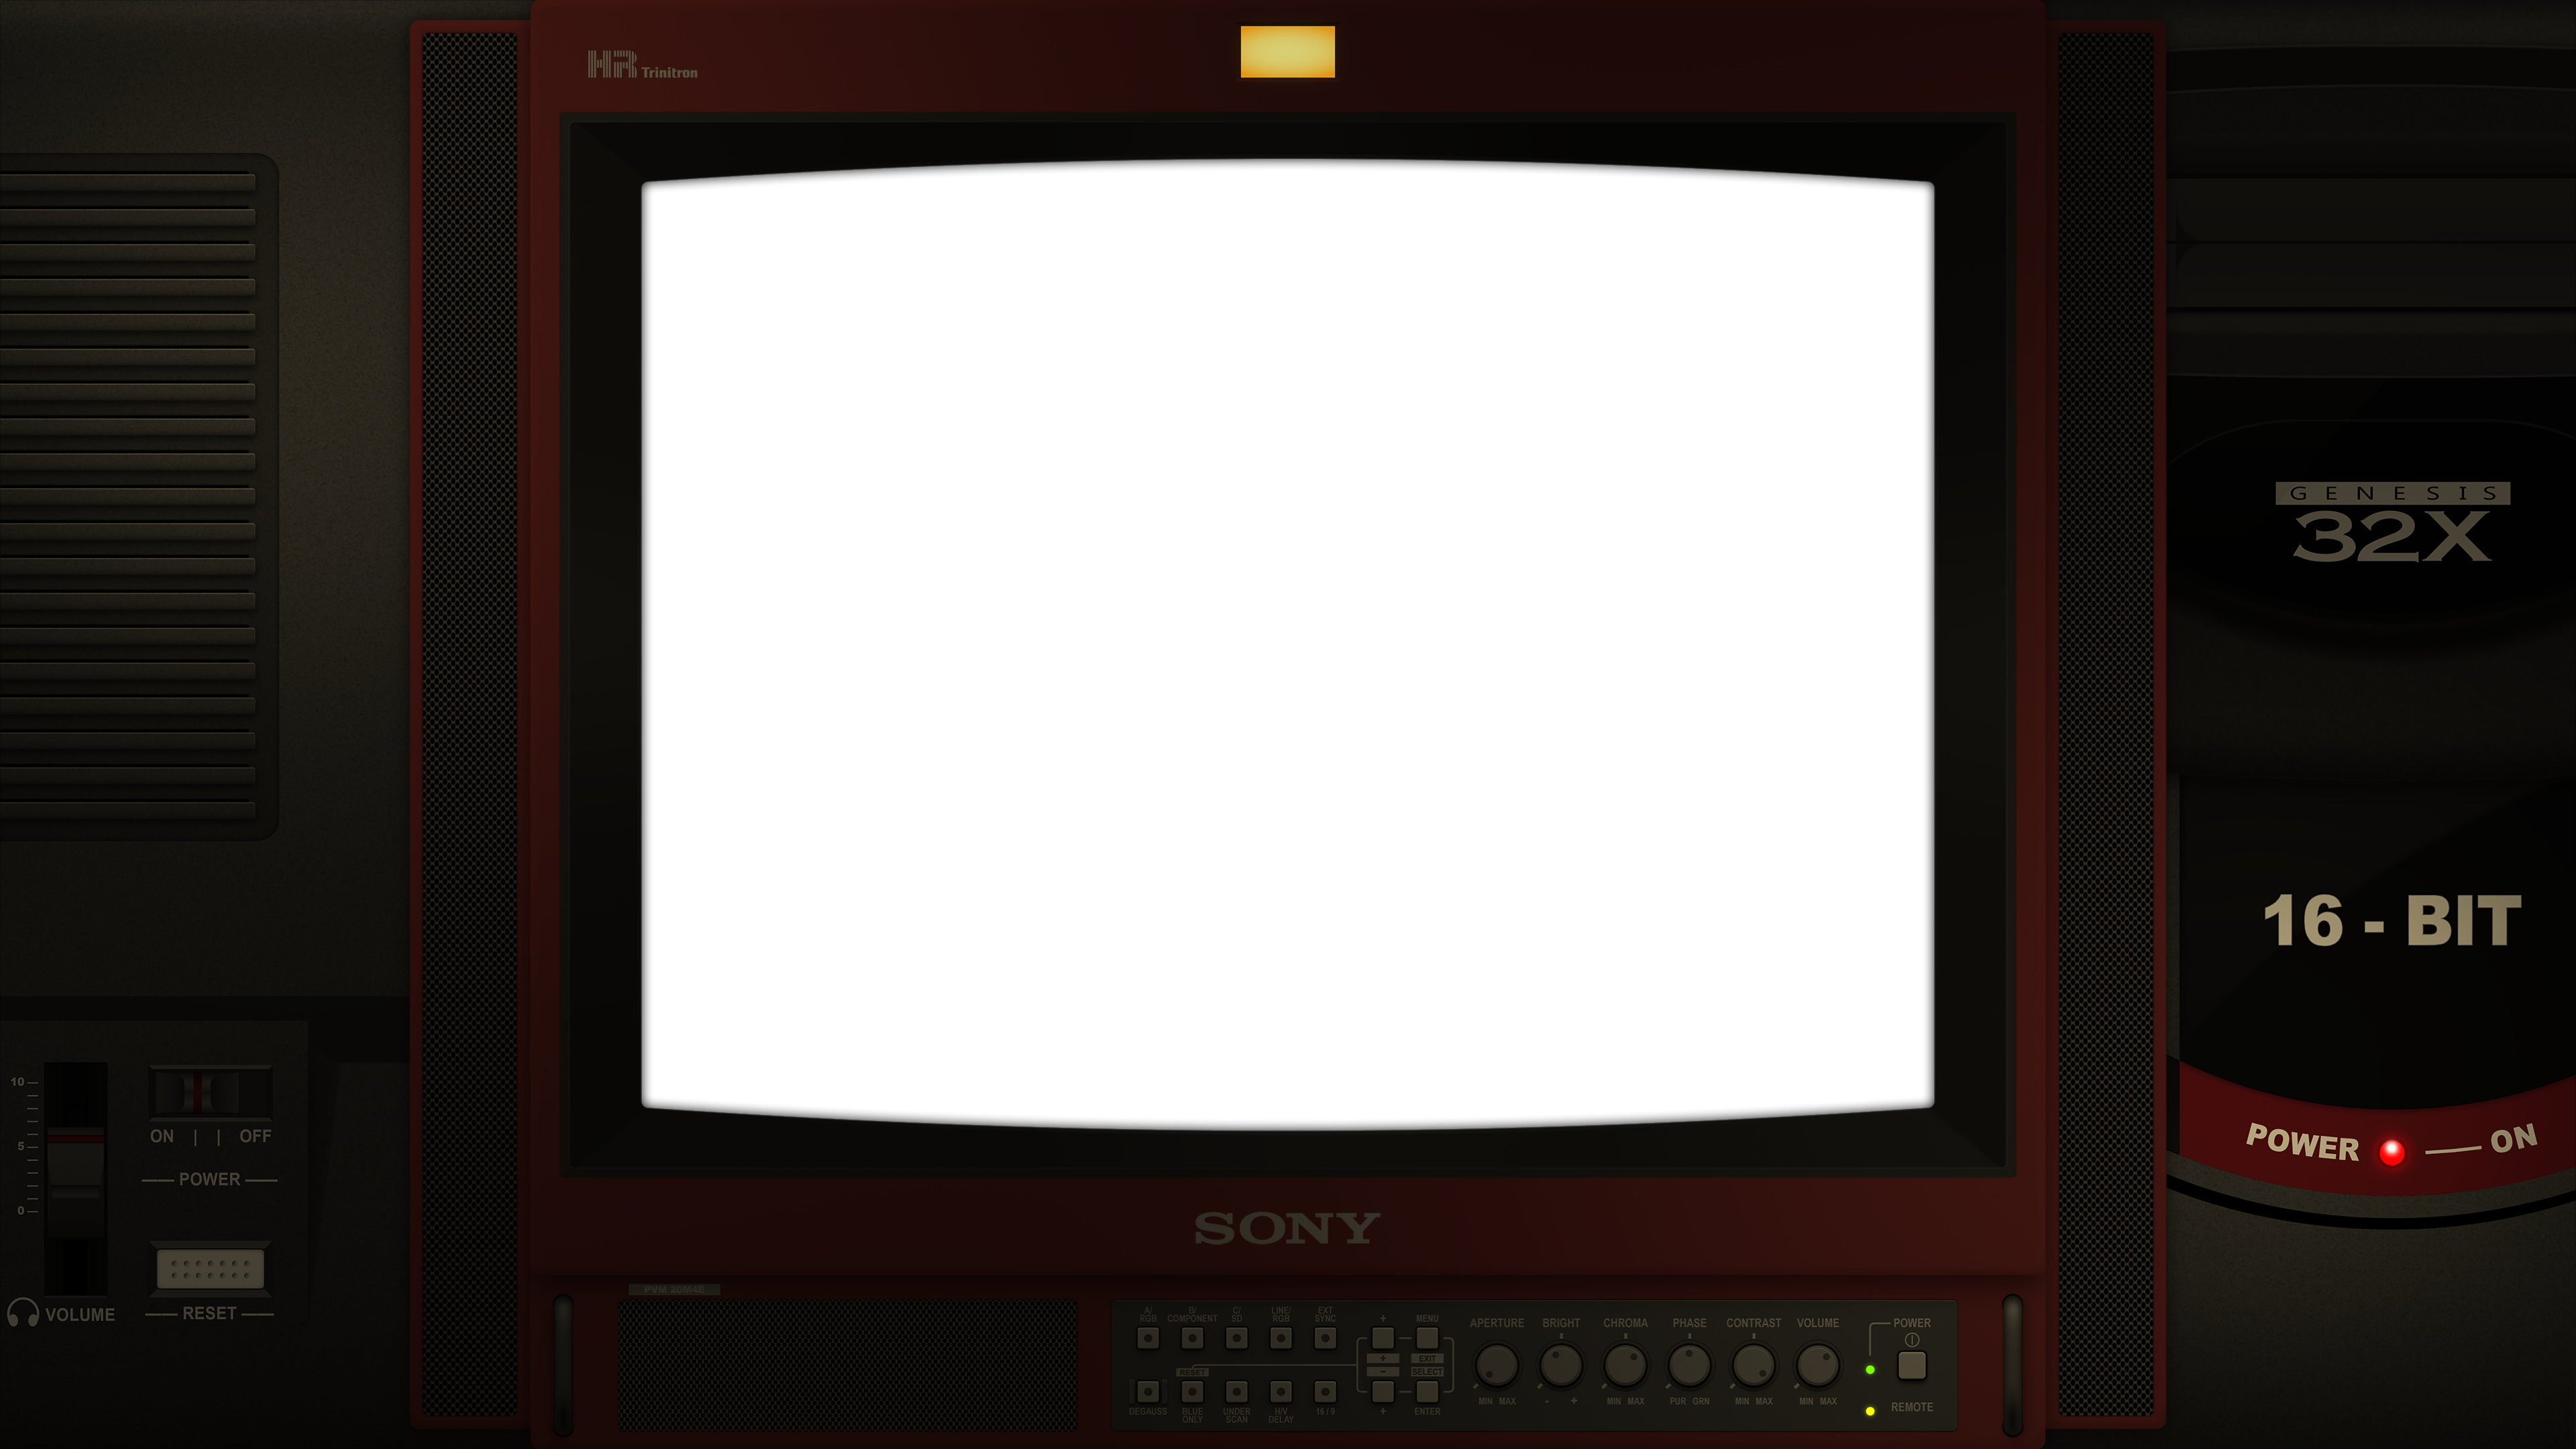 HR Trinitron
GENESIS
32X
16 - BIT
POWER ON
10
5
0
ON | | OFF
POWER
RESET
VOLUME
SONY
PVM 20M4E
A/ RGB
B/ COMPONENT
C/ SD
LINE/ RGB
EXT SYNC
+
MENU
+
EXIT
−
SELECT
RESET
DEGAUSS
BLUE ONLY
UNDER SCAN
H/V DELAY
16 / 9
+
ENTER
APERTURE
BRIGHT
CHROMA
PHASE
CONTRAST
VOLUME
MIN MAX
- +
MIN MAX
PUR GRN
MIN MAX
MIN MAX
POWER
REMOTE